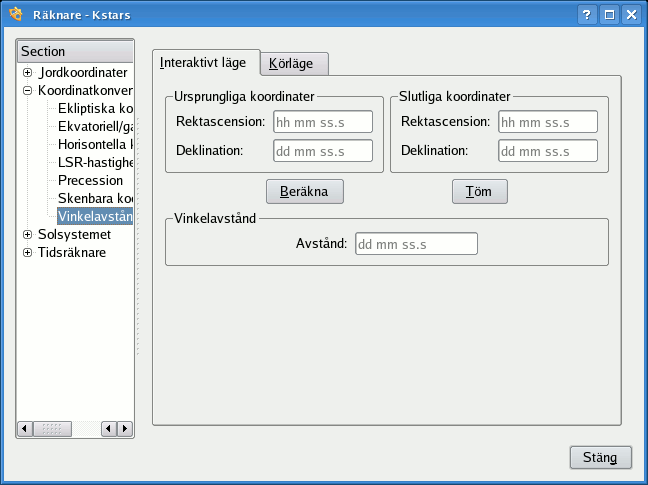 Räknare - Kstars
Section
Jordkoordinater
Koordinatkonver
Ekliptiska ko
Ekvatoriell/ga
Horisontella k
LSR-hastighe
Precession
Skenbara koo
Vinkelavstån
Solsystemet
Tidsräknare
Interaktivt läge
Körläge
Ursprungliga koordinater
Rektascension: hh mm ss.s
Deklination: dd mm ss.s
Slutliga koordinater
Rektascension: hh mm ss.s
Deklination: dd mm ss.s
Beräkna
Töm
Vinkelavstånd
Avstånd: dd mm ss.s
Stäng